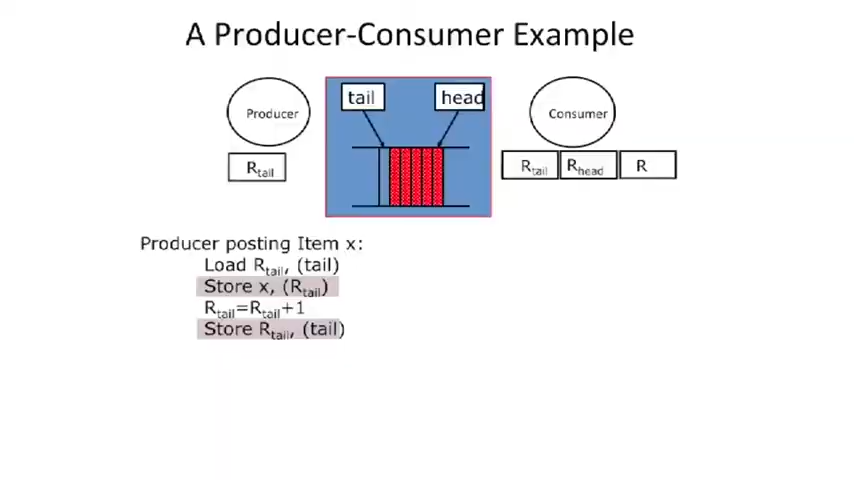 A Producer-Consumer Example
tail head
Producer Consumer
Rtail Rtail Rhead R
Producer posting Item x:
Load Rtail, (tail)
Store x, (Rtail)
Rtail=Rtail+1
Store Rtail, (tail)